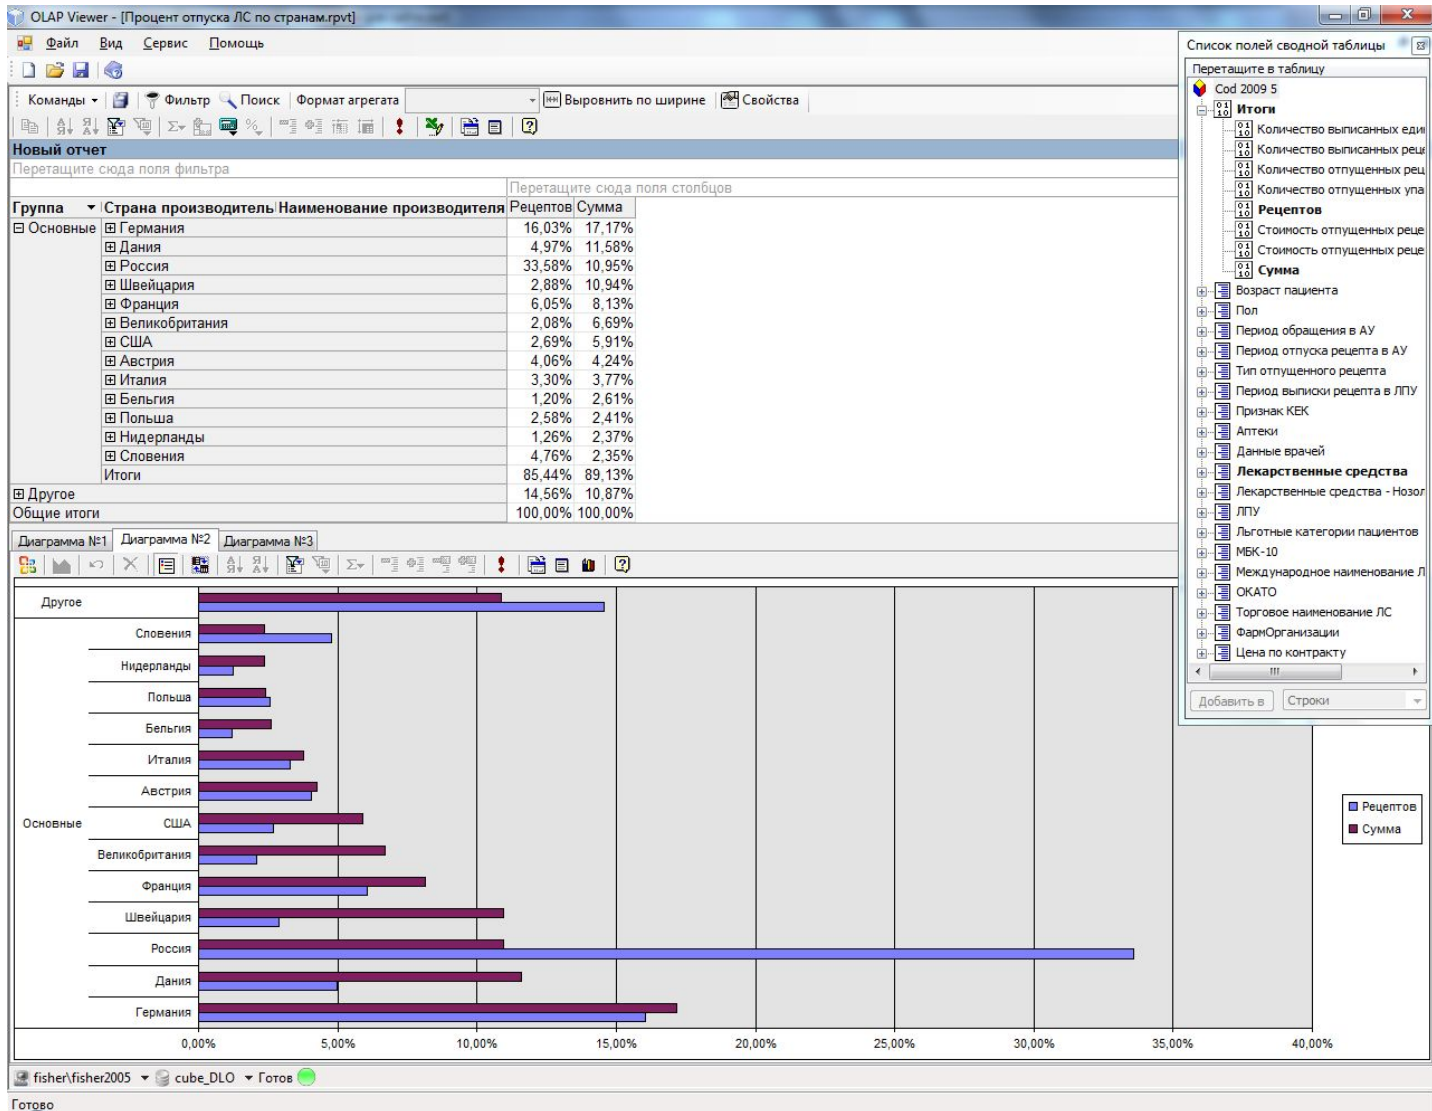 OLAP Viewer - [Процент отпуска ЛС по странам.rpvt]
Файл Вид Сервис Помощь
Команды Фильтр Поиск Формат агрегата Выровнить по ширине Свойства
Новый отчет
Перетащите сюда поля фильтра
Перетащите сюда поля столбцов
Группа Страна производитель Наименование производителя Рецептов Сумма
Основные Германия 16,03% 17,17%
Дания 4,97% 11,58%
Россия 33,58% 10,95%
Швейцария 2,88% 10,94%
Франция 6,05% 8,13%
Великобритания 2,08% 6,69%
США 2,69% 5,91%
Австрия 4,06% 4,24%
Италия 3,30% 3,77%
Бельгия 1,20% 2,61%
Польша 2,58% 2,41%
Нидерланды 1,26% 2,37%
Словения 4,76% 2,35%
Итоги 85,44% 89,13%
Другое 14,56% 10,87%
Общие итоги 100,00% 100,00%
Диаграмма №1 Диаграмма №2 Диаграмма №3
Другое
Словения
Нидерланды
Польша
Бельгия
Италия
Австрия
Основные США
Великобритания
Франция
Швейцария
Россия
Дания
Германия
0,00% 5,00% 10,00% 15,00% 20,00% 25,00% 30,00% 35,00% 40,00%
Рецептов
Сумма
Список полей сводной таблицы
Перетащите в таблицу
Cod 2009 5
Итоги
Количество выписанных еди
Количество выписанных реце
Количество отпущенных рец
Количество отпущенных упа
Рецептов
Стоимость отпущенных реце
Стоимость отпущенных реце
Сумма
Возраст пациента
Пол
Период обращения в АУ
Период отпуска рецепта в АУ
Тип отпущенного рецепта
Период выписки рецепта в ЛПУ
Признак КЕК
Аптеки
Данные врачей
Лекарственные средства
Лекарственные средства - Нозол
ЛПУ
Льготные категории пациентов
МБК-10
Международное наименование Л
ОКАТО
Торговое наименование ЛС
ФармОрганизации
Цена по контракту
Добавить в Строки
fisher\fisher2005 cube_DLO Готов
Готово